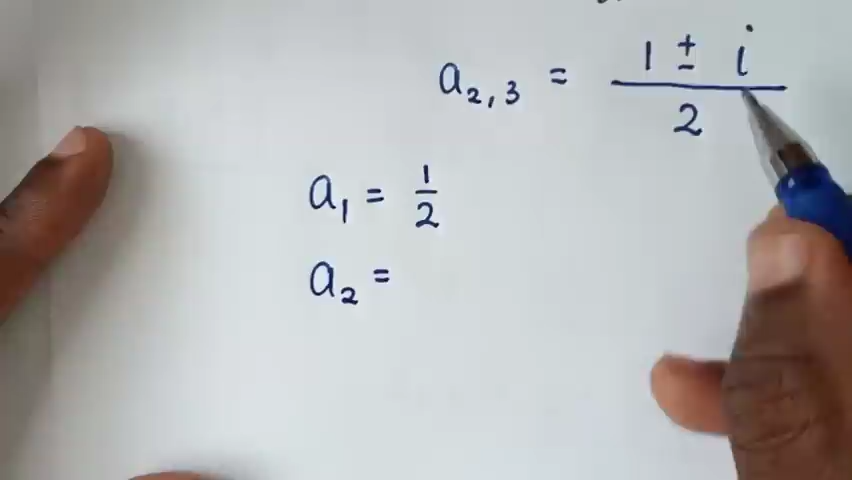 a₂,₃ = (1 ± i)/2
a₁ = 1/2
a₂ =